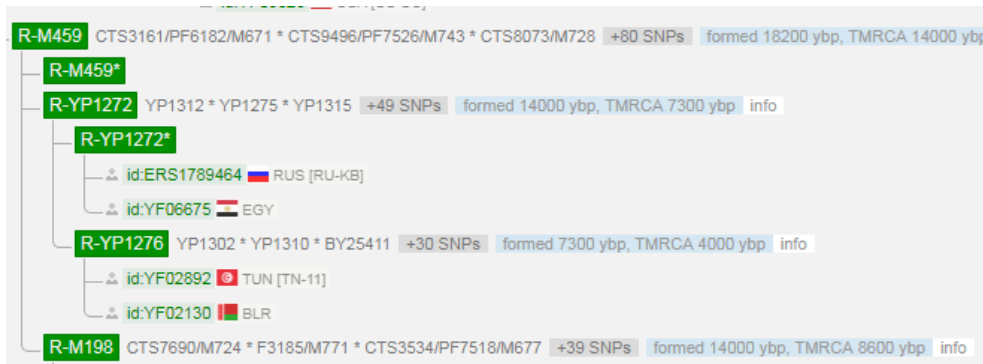 R-M459 CTS3161/PF6182/M671 * CTS9496/PF7526/M743 * CTS8073/M728 +80 SNPs formed 18200 ybp, TMRCA 14000 ybp
R-M459*
R-YP1272 YP1312 * YP1275 * YP1315 +49 SNPs formed 14000 ybp, TMRCA 7300 ybp info
R-YP1272*
id:ERS1789464 RUS [RU-KB]
id:YF06675 EGY
R-YP1276 YP1302 * YP1310 * BY25411 +30 SNPs formed 7300 ybp, TMRCA 4000 ybp info
id:YF02892 TUN [TN-11]
id:YF02130 BLR
R-M198 CTS7690/M724 * F3185/M771 * CTS3534/PF7518/M677 +39 SNPs formed 14000 ybp, TMRCA 8600 ybp info